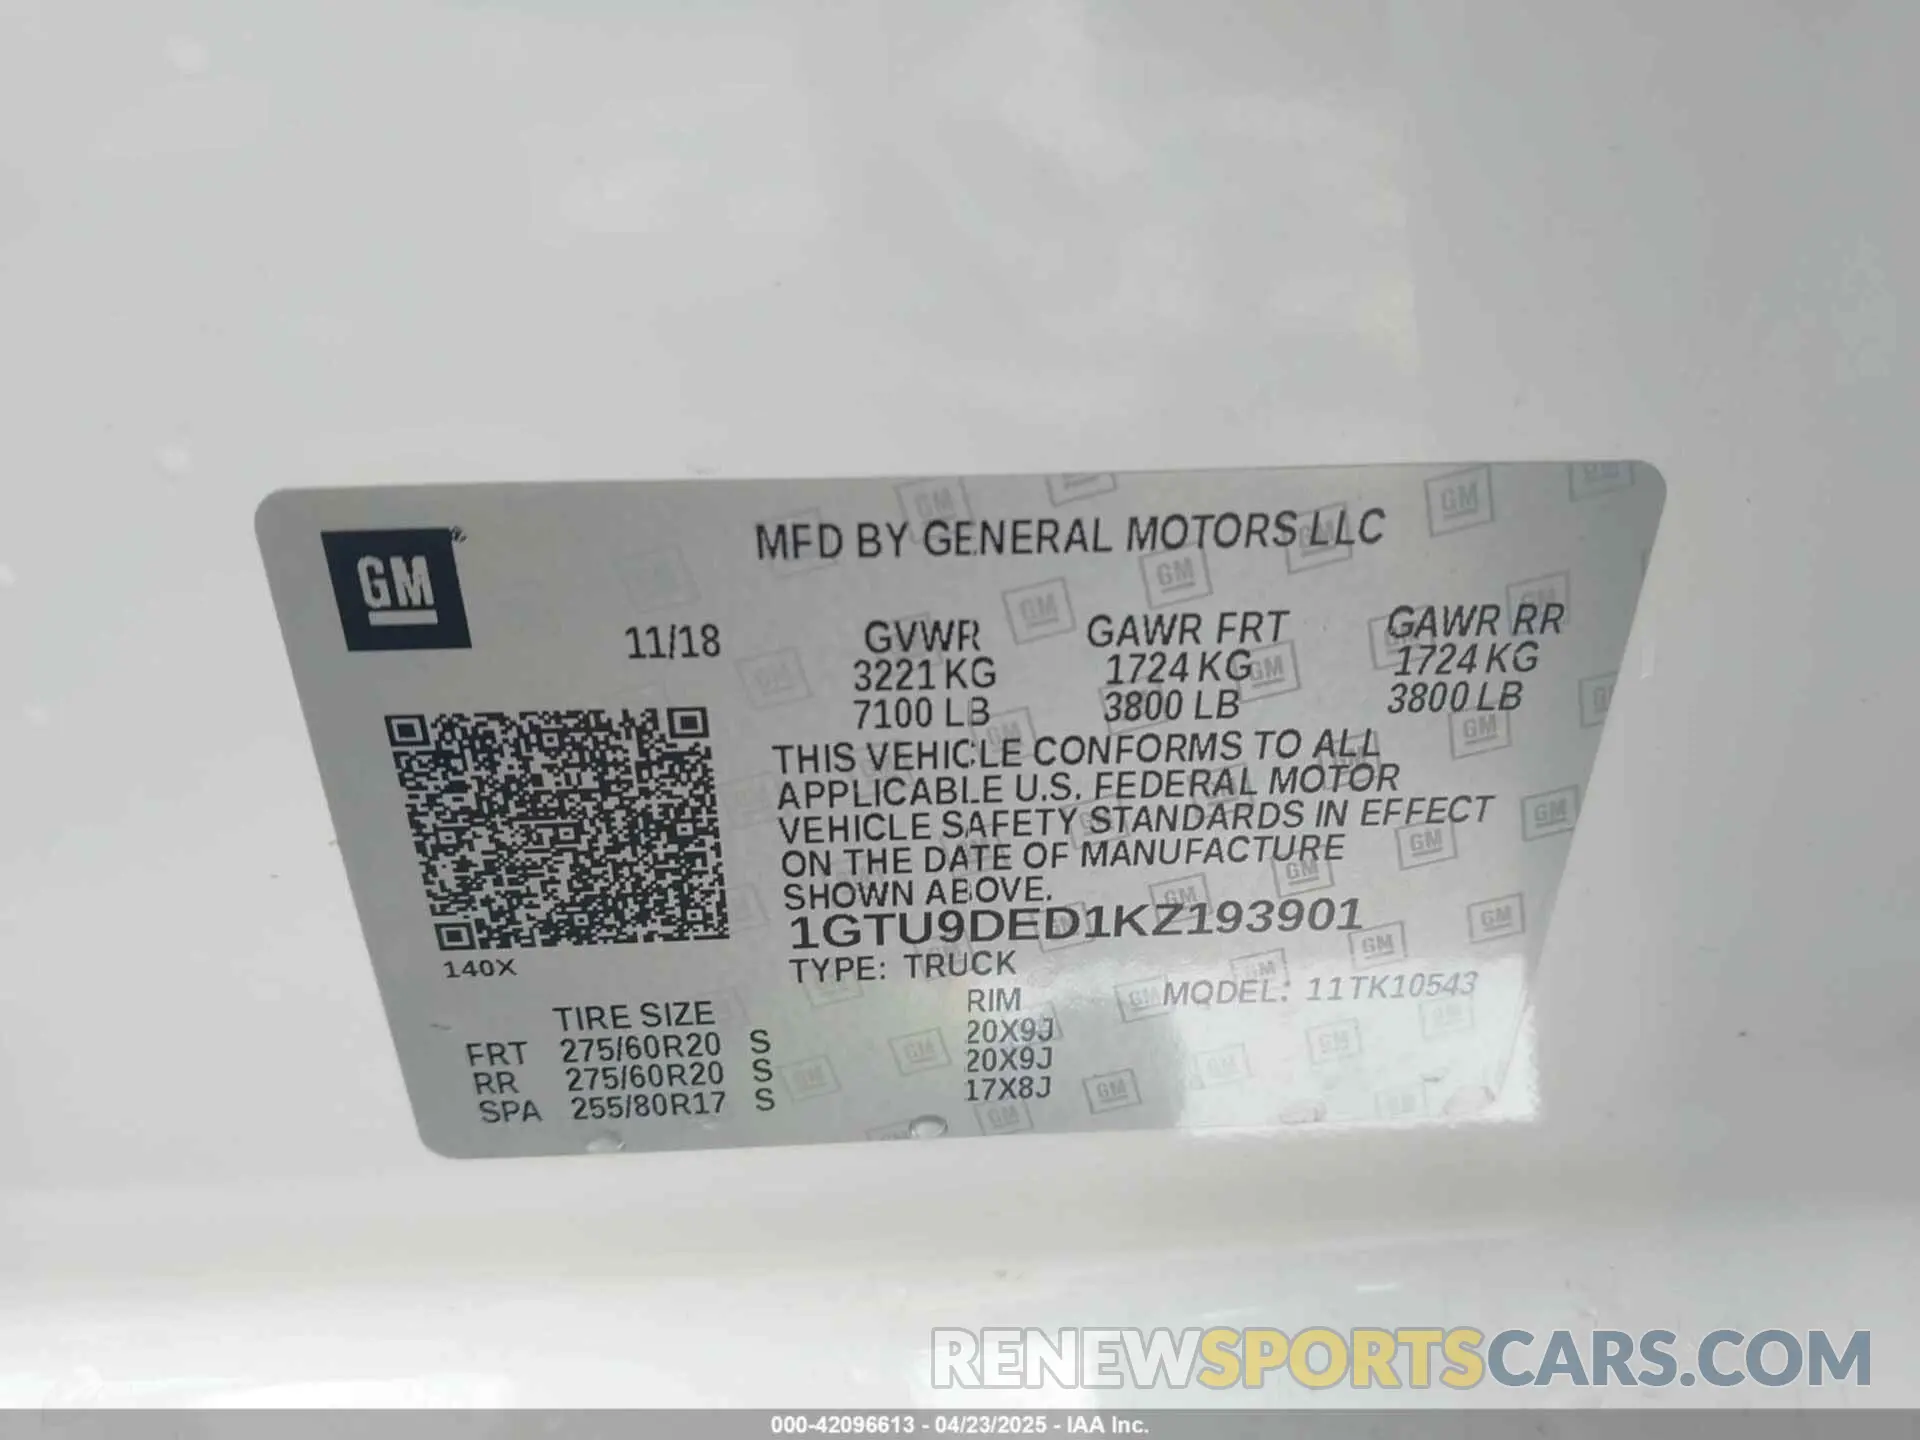 GM
MFD BY GENERAL MOTORS LLC
11/18 GVWR GAWR FRT GAWR RR
3221 KG 1724 KG 1724 KG
7100 LB 3800 LB 3800 LB
THIS VEHICLE CONFORMS TO ALL
APPLICABLE U.S. FEDERAL MOTOR
VEHICLE SAFETY STANDARDS IN EFFECT
ON THE DATE OF MANUFACTURE
SHOWN ABOVE.
1GTU9DED1KZ193901
140X
TYPE: TRUCK MODEL: 11TK10543
TIRE SIZE RIM
FRT 275/60R20 S 20X9J
RR 275/60R20 S 20X9J
SPA 255/80R17 S 17X8J
RENEWSPORTSCARS.COM
000-42096613 - 04/23/2025 - IAA Inc.